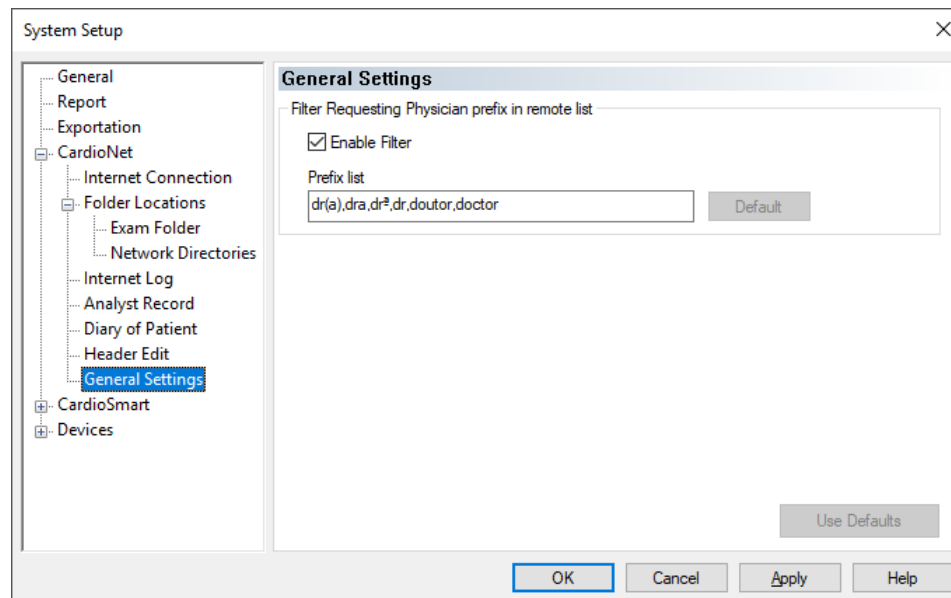 System Setup
General
Report
Exportation
CardioNet
Internet Connection
Folder Locations
Exam Folder
Network Directories
Internet Log
Analyst Record
Diary of Patient
Header Edit
General Settings
CardioSmart
Devices
General Settings
Filter Requesting Physician prefix in remote list
Enable Filter
Prefix list
dr(a),dra,drª,dr,doutor,doctor
Default
Use Defaults
OK
Cancel
Apply
Help